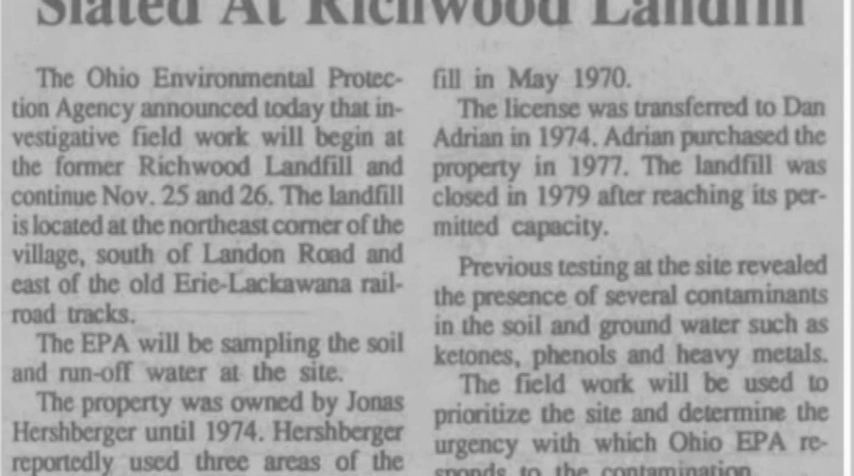 Slated At Richwood Landfill
The Ohio Environmental Protec-
tion Agency announced today that in-
vestigative field work will begin at
the former Richwood Landfill and
continue Nov. 25 and 26. The landfill
is located at the northeast corner of the
village, south of Landon Road and
east of the old Erie-Lackawana rail-
road tracks.
The EPA will be sampling the soil
and run-off water at the site.
The property was owned by Jonas
Hershberger until 1974. Hershberger
reportedly used three areas of the
fill in May 1970.
The license was transferred to Dan
Adrian in 1974. Adrian purchased the
property in 1977. The landfill was
closed in 1979 after reaching its per-
mitted capacity.
Previous testing at the site revealed
the presence of several contaminants
in the soil and ground water such as
ketones, phenols and heavy metals.
The field work will be used to
prioritize the site and determine the
urgency with which Ohio EPA re-
sponds to the contamination.